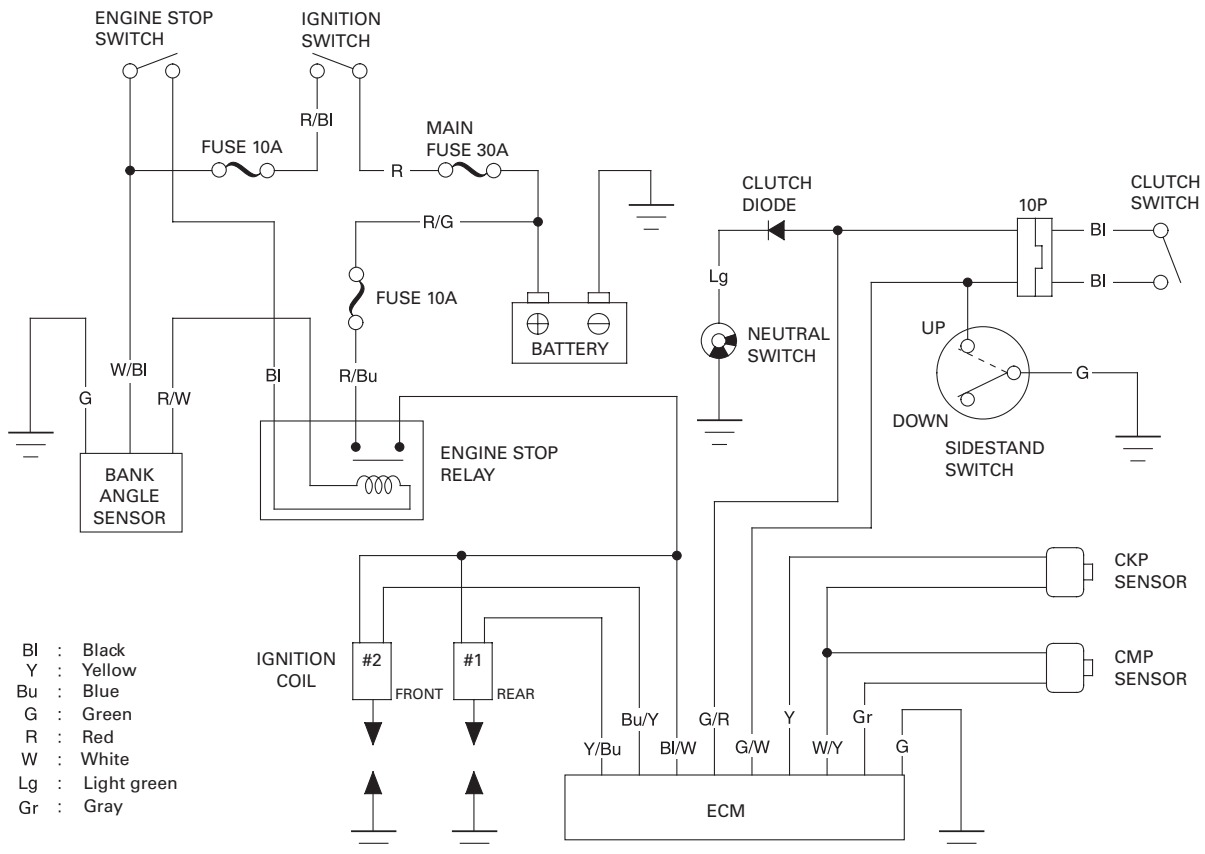 ENGINE STOP
SWITCH
IGNITION
SWITCH
R/Bl
FUSE 10A
MAIN
FUSE 30A
R
R/G
FUSE 10A
CLUTCH
DIODE
10P
CLUTCH
SWITCH
Bl
Bl
Lg
NEUTRAL
SWITCH
UP
DOWN
G
SIDESTAND
SWITCH
BATTERY
G
W/Bl
R/W
Bl
R/Bu
BANK
ANGLE
SENSOR
ENGINE STOP
RELAY
CKP
SENSOR
CMP
SENSOR
IGNITION
COIL
#2
FRONT
#1
REAR
Y/Bu
Bu/Y
Bl/W
G/R
G/W
Y
W/Y
Gr
G
ECM
Bl : Black
Y : Yellow
Bu : Blue
G : Green
R : Red
W : White
Lg : Light green
Gr : Gray